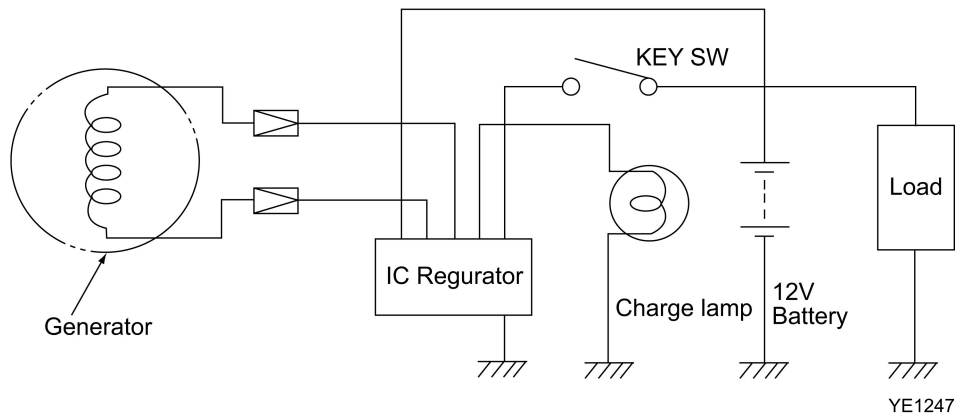 KEY SW
Load
IC Regurator
Charge lamp
12V
Battery
Generator
YE1247